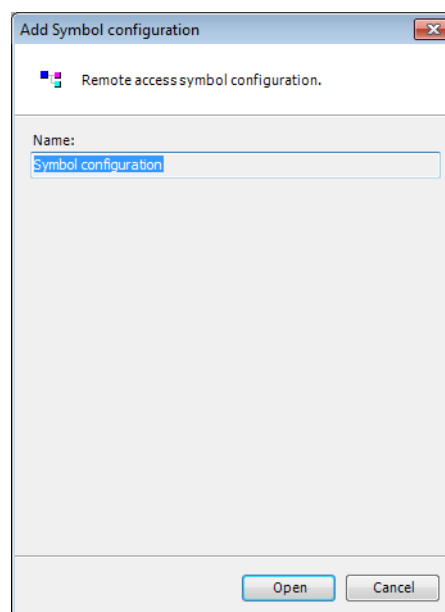 Add Symbol configuration
Remote access symbol configuration.
Name:
Symbol configuration
Open
Cancel